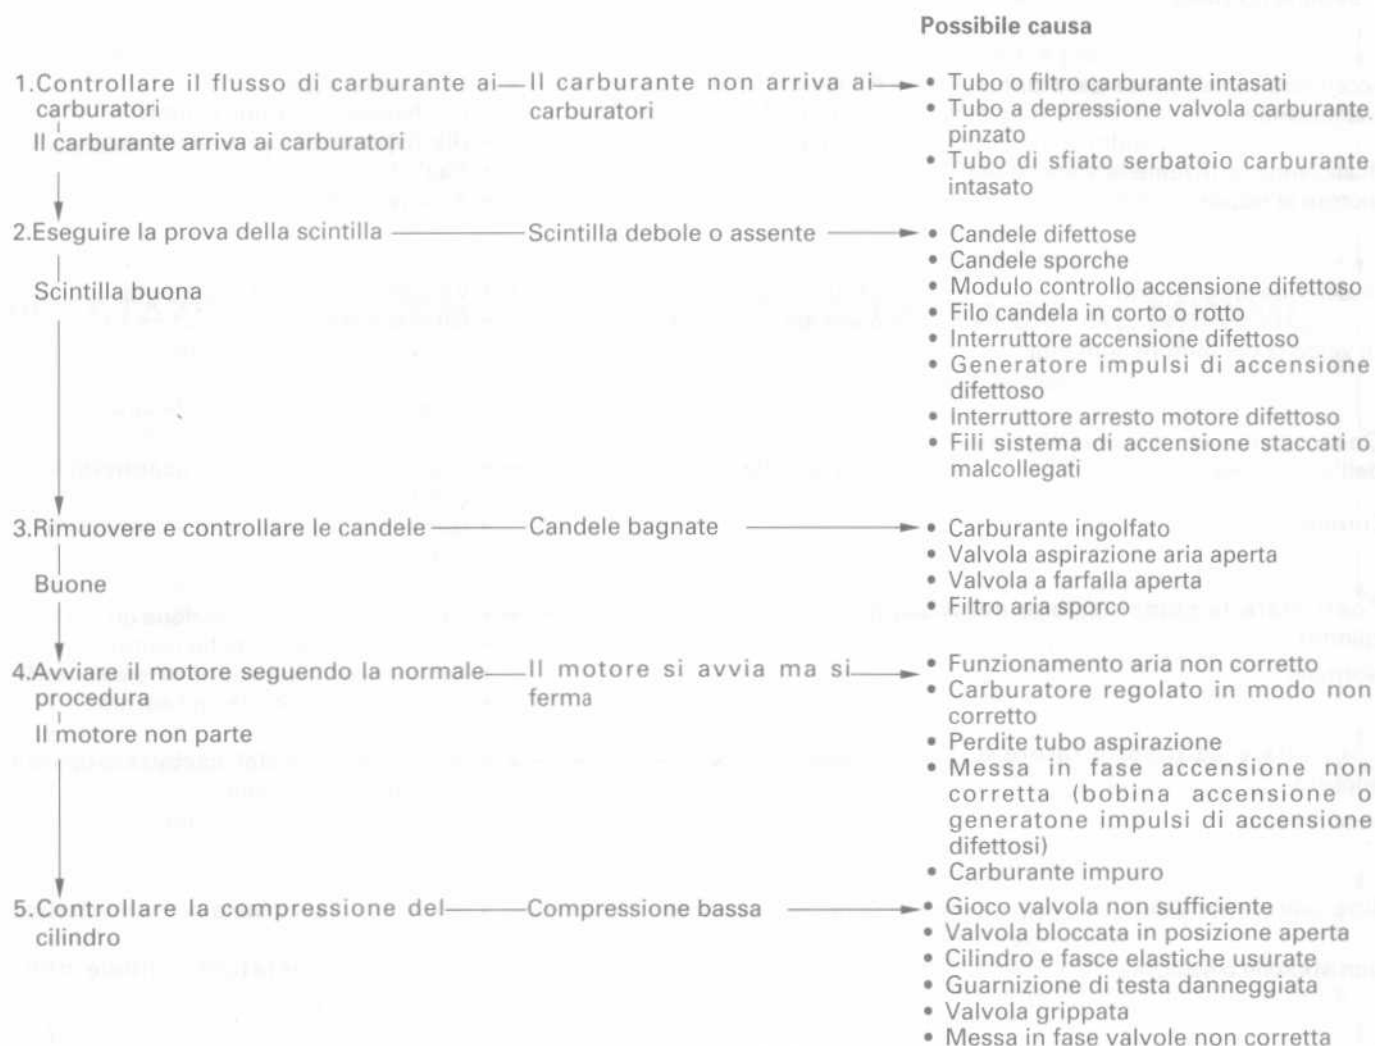 Possibile causa
1.Controllare il flusso di carburante ai
carburatori
Il carburante arriva ai carburatori
Il carburante non arriva ai
carburatori
• Tubo o filtro carburante intasati
• Tubo a depressione valvola carburante
pinzato
• Tubo di sfiato serbatoio carburante
intasato
2.Eseguire la prova della scintilla
Scintilla buona
Scintilla debole o assente
• Candele difettose
• Candele sporche
• Modulo controllo accensione difettoso
• Filo candela in corto o rotto
• Interruttore accensione difettoso
• Generatore impulsi di accensione
difettoso
• Interruttore arresto motore difettoso
• Fili sistema di accensione staccati o
malcollegati
3.Rimuovere e controllare le candele
Buone
Candele bagnate
• Carburante ingolfato
• Valvola aspirazione aria aperta
• Valvola a farfalla aperta
• Filtro aria sporco
4.Avviare il motore seguendo la normale
procedura
Il motore non parte
Il motore si avvia ma si
ferma
• Funzionamento aria non corretto
• Carburatore regolato in modo non
corretto
• Perdite tubo aspirazione
• Messa in fase accensione non
corretta (bobina accensione o
generatone impulsi di accensione
difettosi)
• Carburante impuro
5.Controllare la compressione del
cilindro
Compressione bassa
• Gioco valvola non sufficiente
• Valvola bloccata in posizione aperta
• Cilindro e fasce elastiche usurate
• Guarnizione di testa danneggiata
• Valvola grippata
• Messa in fase valvole non corretta